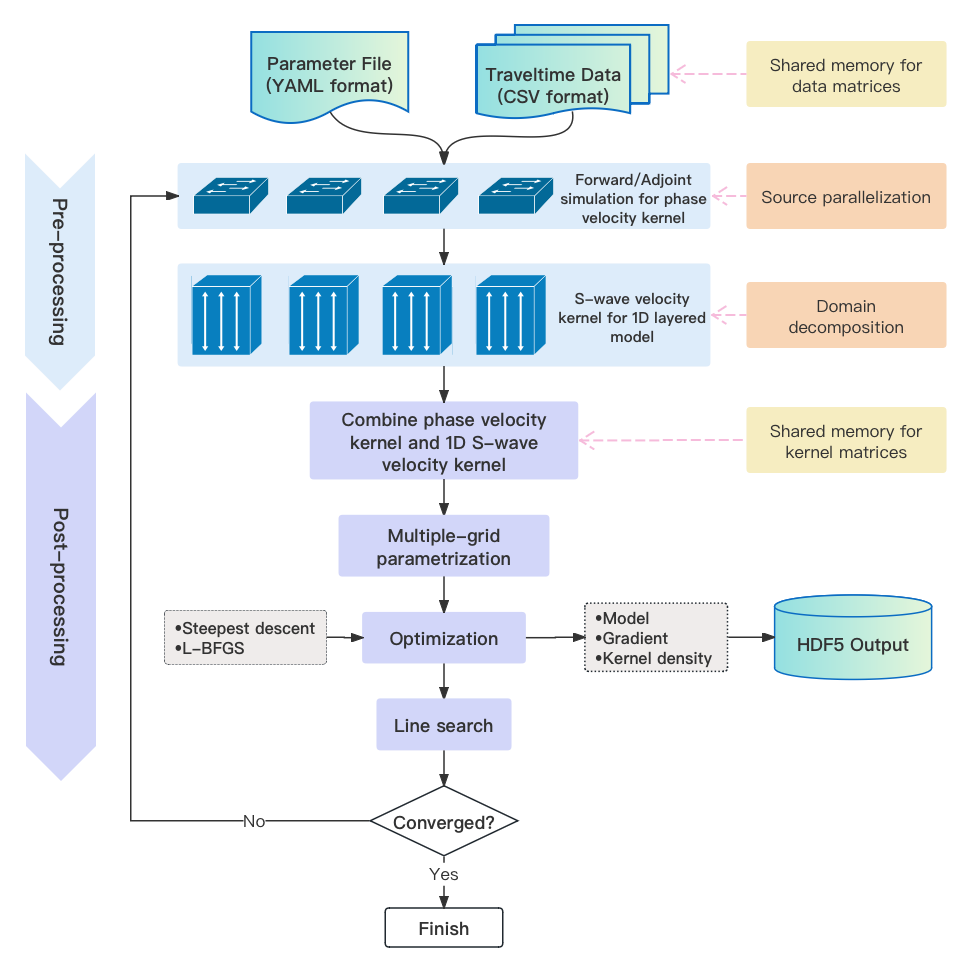 Parameter File
(YAML format)
Traveltime Data
(CSV format)
Shared memory for
data matrices
Pre-processing
Forward/Adjoint
simulation for phase
velocity kernel
Source parallelization
S-wave velocity
kernel for 1D layered
model
Domain
decomposition
Post-processing
Combine phase velocity
kernel and 1D S-wave
velocity kernel
Shared memory for
kernel matrices
Multiple-grid
parametrization
•Steepest descent
•L-BFGS
Optimization
•Model
•Gradient
•Kernel density
HDF5 Output
Line search
Converged?
No
Yes
Finish